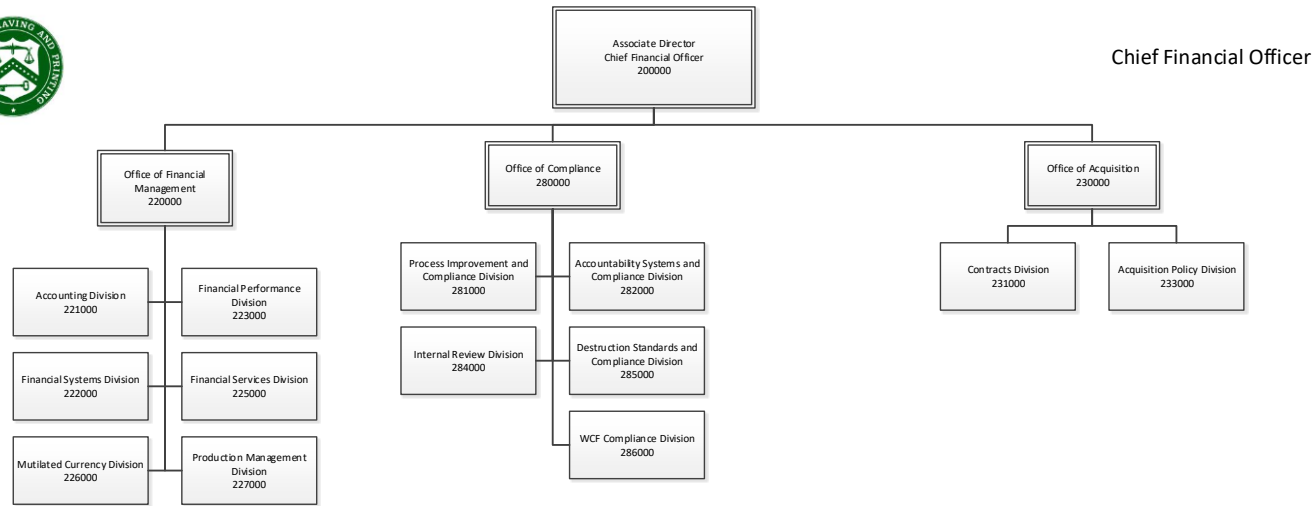 AVING AND PRINTING
Associate Director
Chief Financial Officer
200000
Chief Financial Officer
Office of Financial
Management
220000
Office of Compliance
280000
Office of Acquisition
230000
Accounting Division
221000
Financial Performance
Division
223000
Financial Systems Division
222000
Financial Services Division
225000
Mutilated Currency Division
226000
Production Management
Division
227000
Process Improvement and
Compliance Division
281000
Accountability Systems and
Compliance Division
282000
Internal Review Division
284000
Destruction Standards and
Compliance Division
285000
WCF Compliance Division
286000
Contracts Division
231000
Acquisition Policy Division
233000